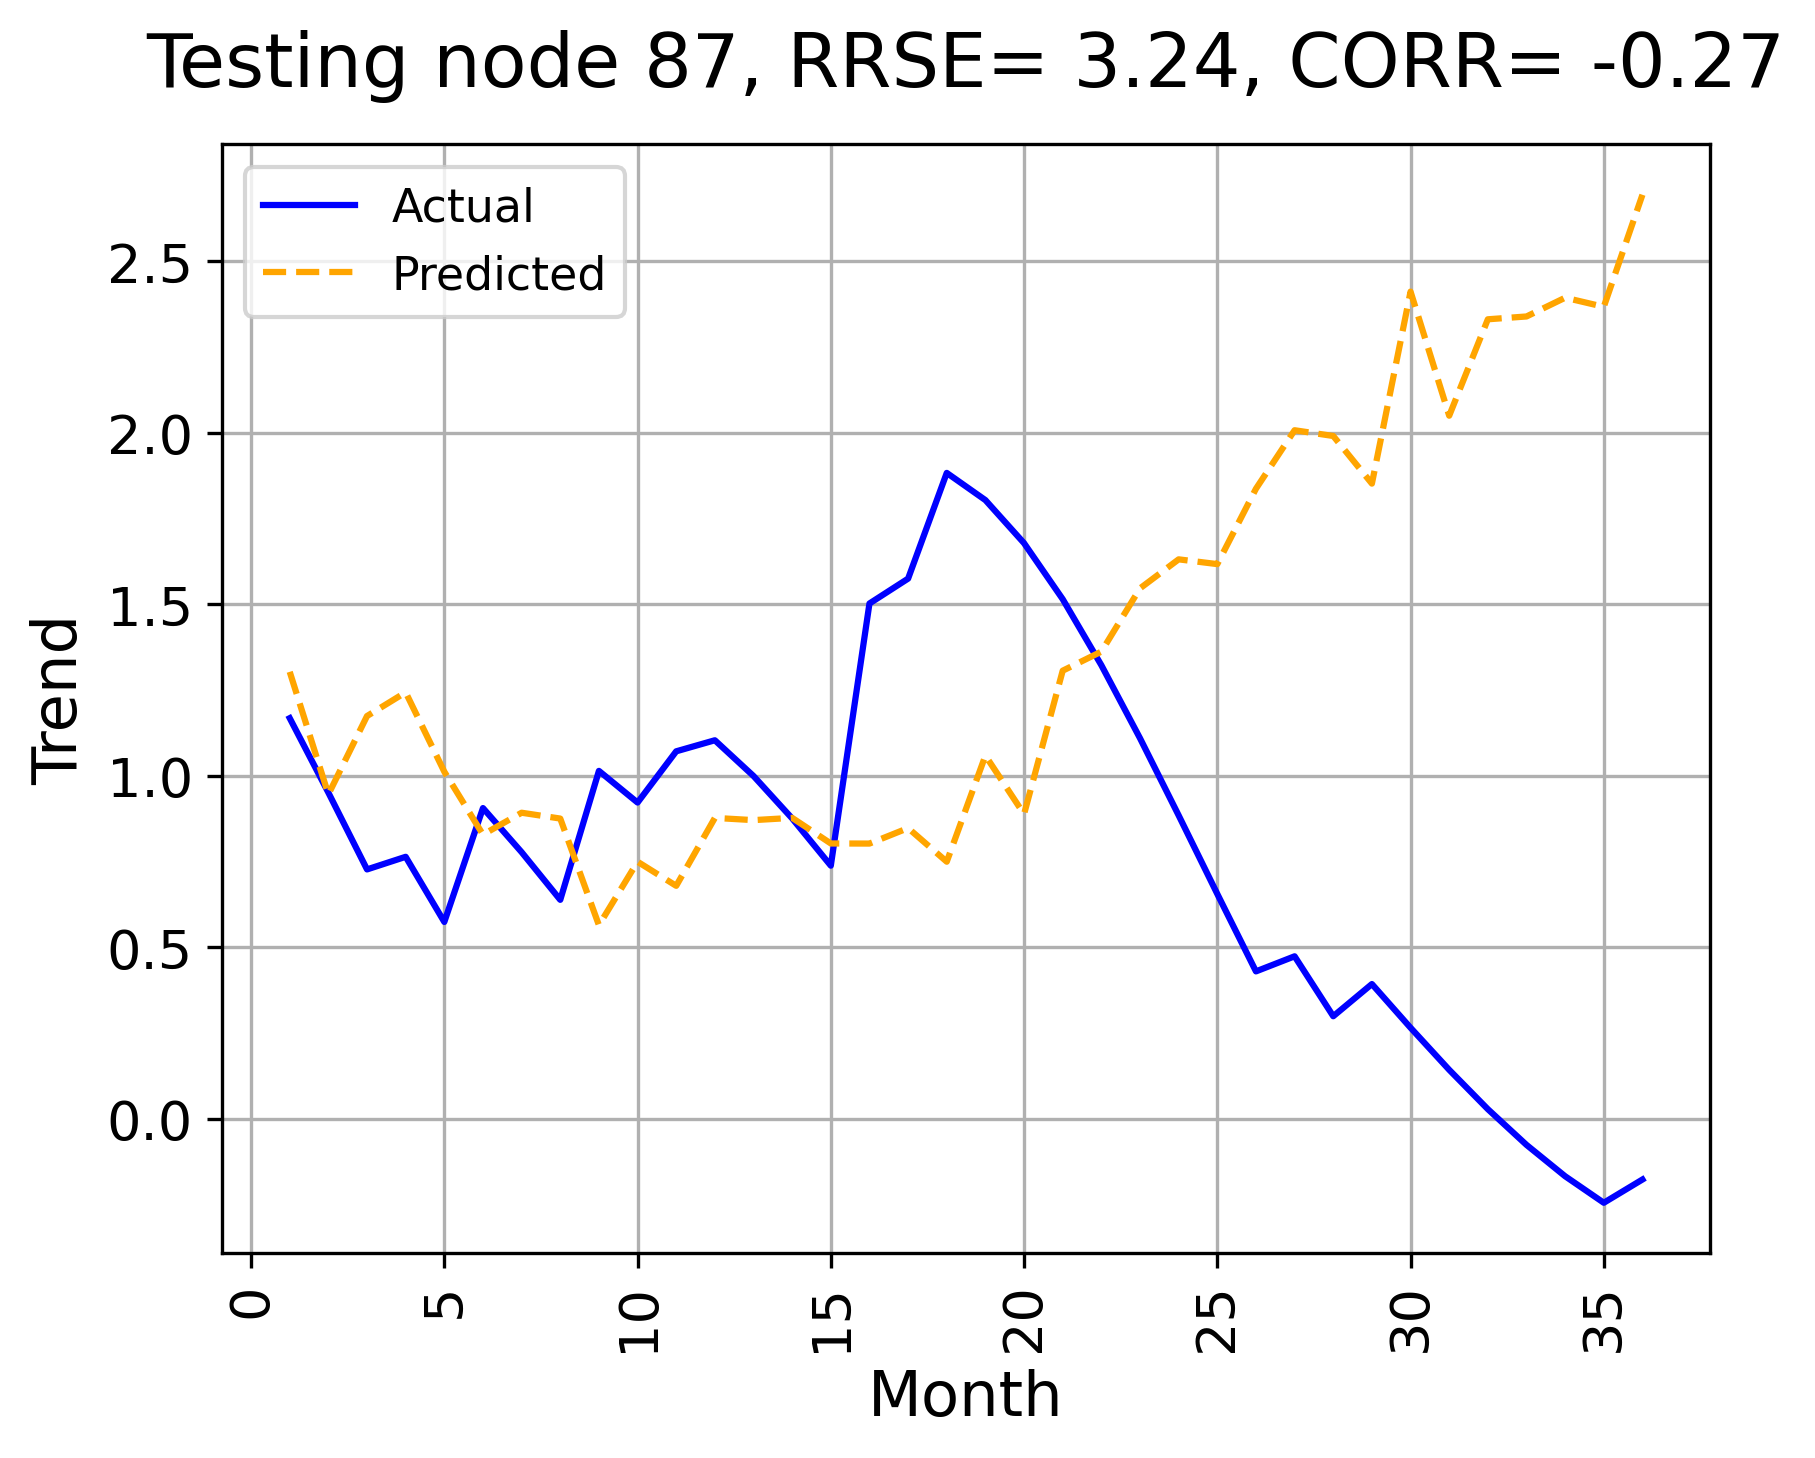 Testing node 87, RRSE= 3.24, CORR= -0.27
Actual
Predicted
2.5
2.0
1.5
1.0
0.5
0.0
Trend
0
5
10
15
20
25
30
35
Month